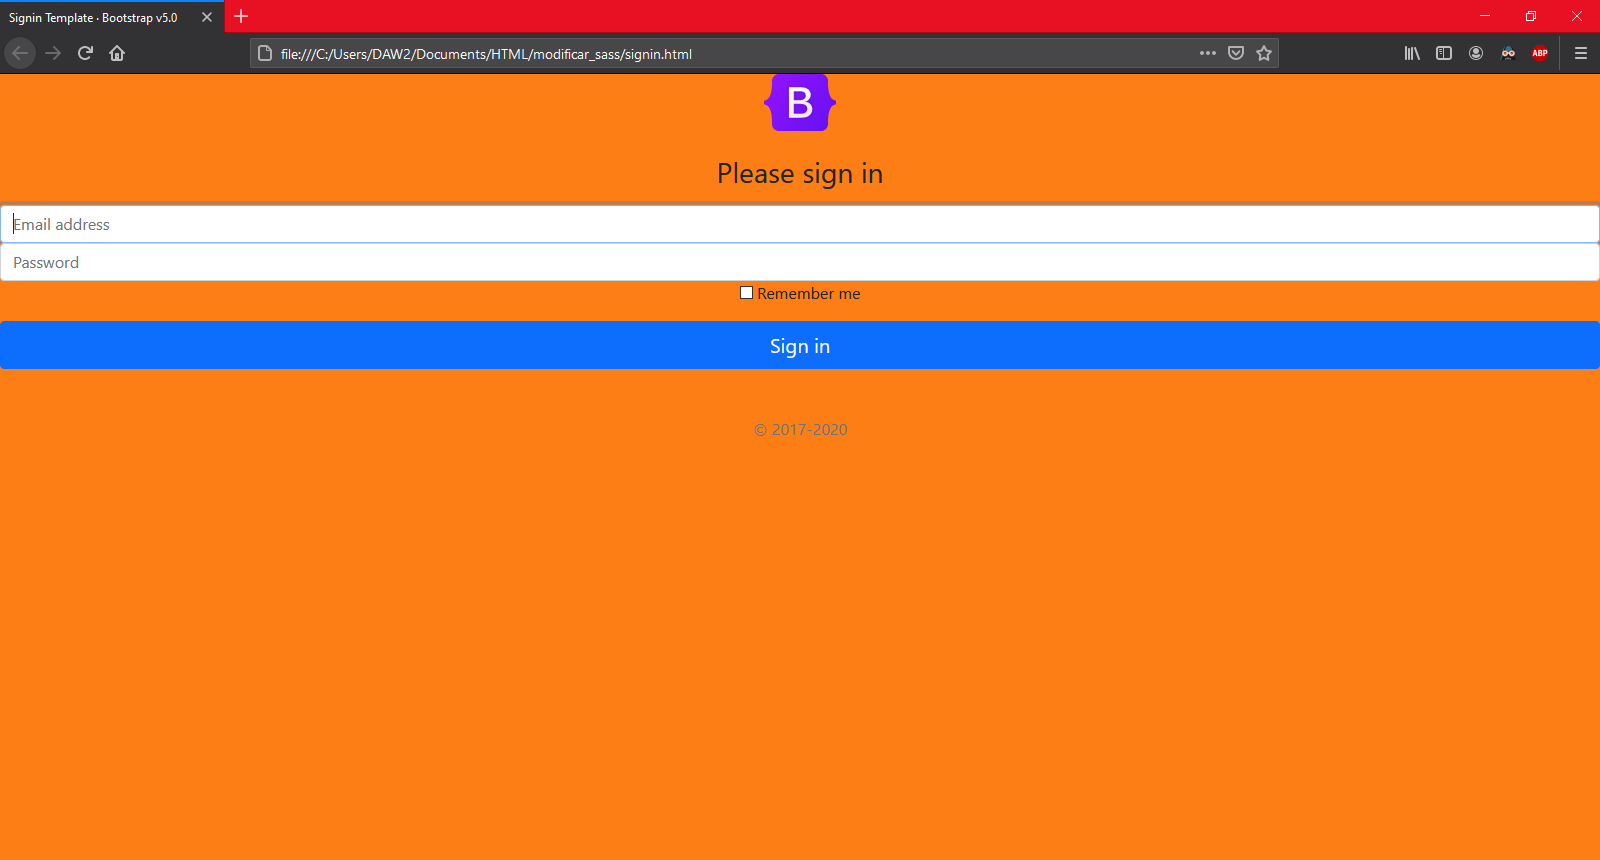 Signin Template · Bootstrap v5.0
file:///C:/Users/DAW2/Documents/HTML/modificar_sass/signin.html
ABP
B
Please sign in
Email address
Password
Remember me
Sign in
© 2017-2020